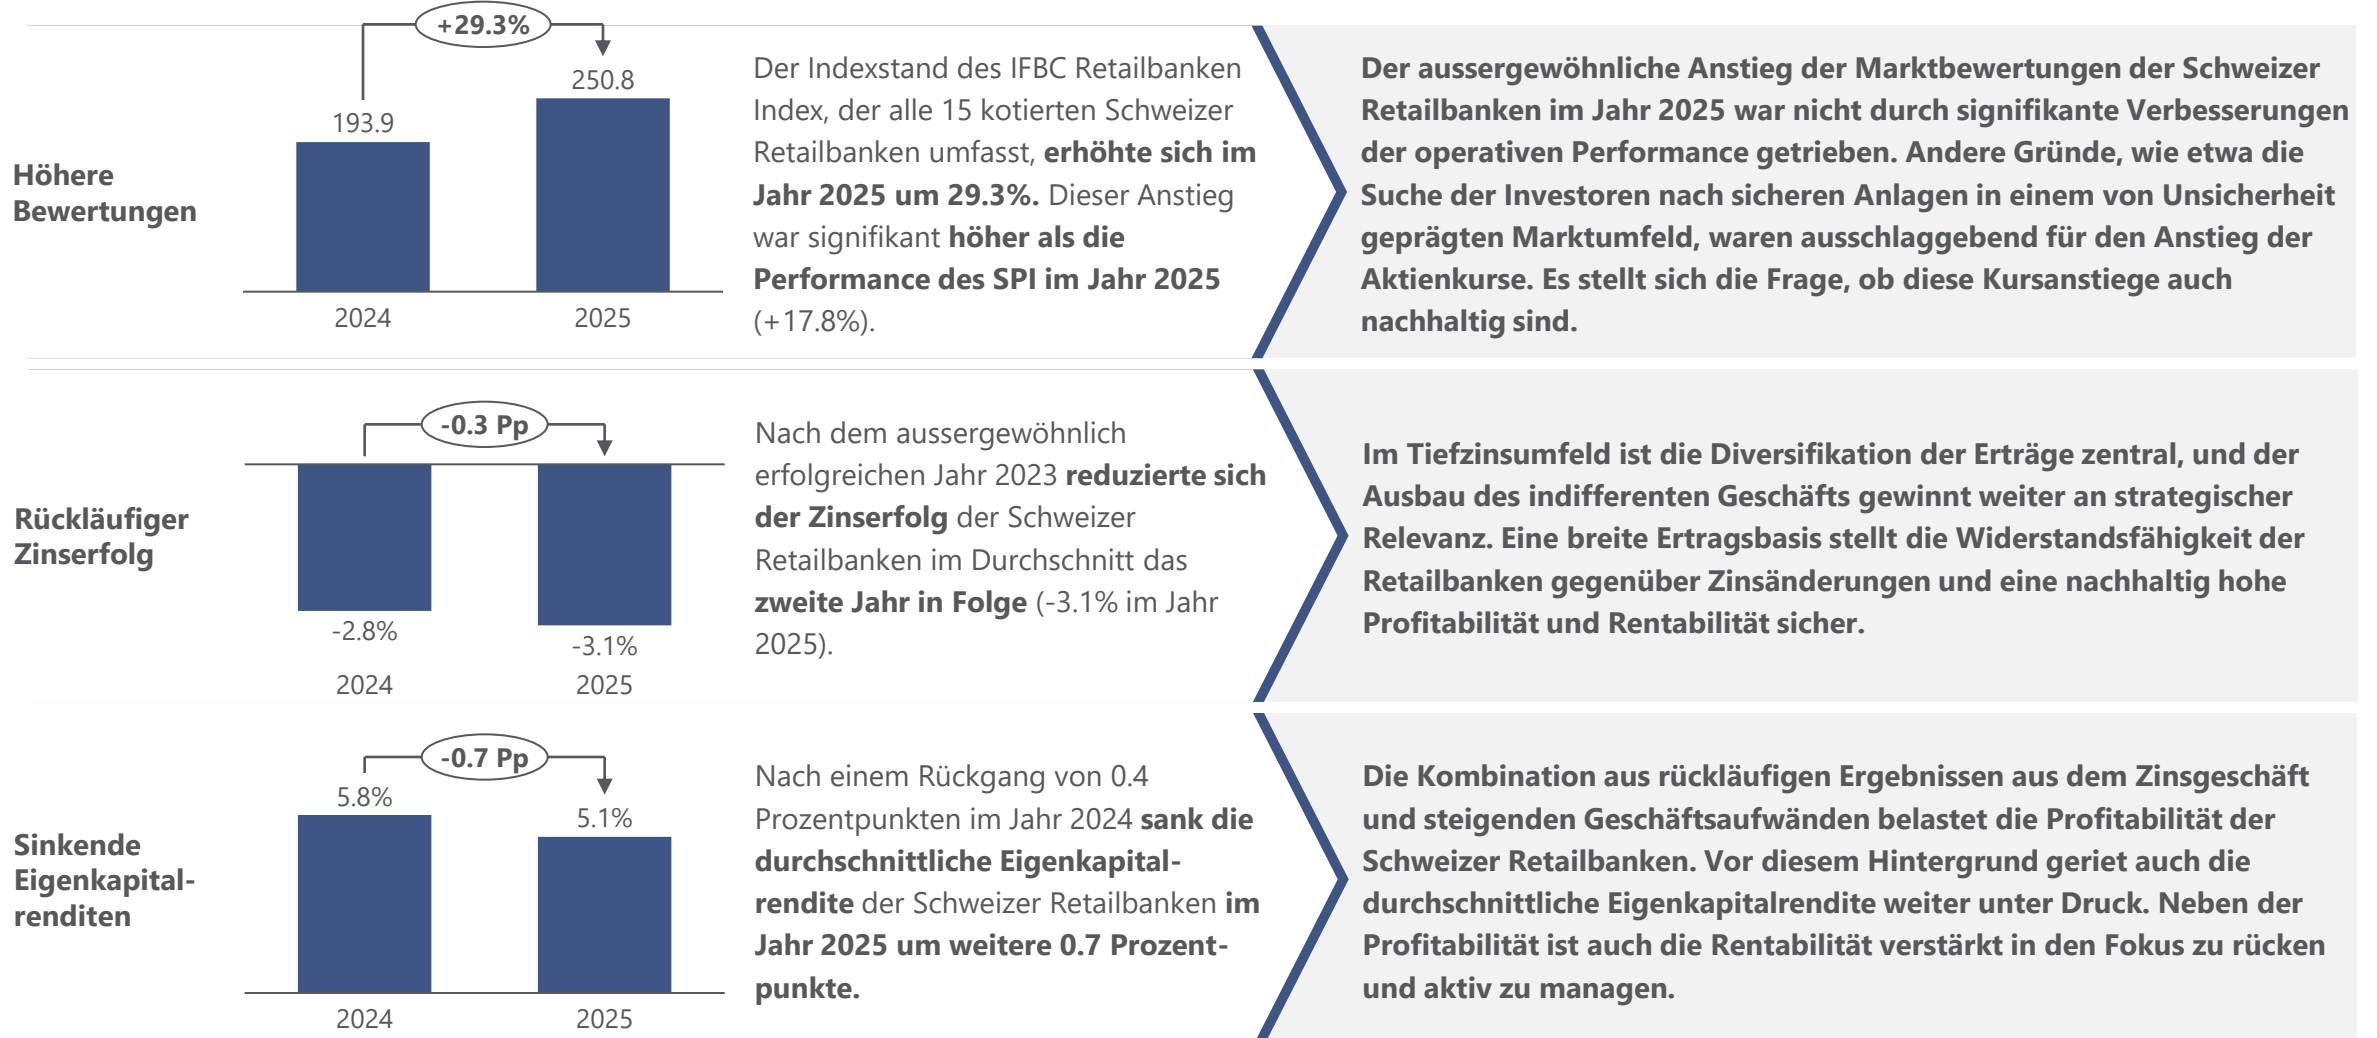 Höhere
Bewertungen
+29.3%
193.9
250.8
2024
2025
Der Indexstand des IFBC Retailbanken
Index, der alle 15 kotierten Schweizer
Retailbanken umfasst, erhöhte sich im
Jahr 2025 um 29.3%. Dieser Anstieg
war signifikant höher als die
Performance des SPI im Jahr 2025
(+17.8%).
Der aussergewöhnliche Anstieg der Marktbewertungen der Schweizer
Retailbanken im Jahr 2025 war nicht durch signifikante Verbesserungen
der operativen Performance getrieben. Andere Gründe, wie etwa die
Suche der Investoren nach sicheren Anlagen in einem von Unsicherheit
geprägten Marktumfeld, waren ausschlaggebend für den Anstieg der
Aktienkurse. Es stellt sich die Frage, ob diese Kursanstiege auch
nachhaltig sind.
Rückläufiger
Zinserfolg
-0.3 Pp
-2.8%
-3.1%
2024
2025
Nach dem aussergewöhnlich
erfolgreichen Jahr 2023 reduzierte sich
der Zinserfolg der Schweizer
Retailbanken im Durchschnitt das
zweite Jahr in Folge (-3.1% im Jahr
2025).
Im Tiefzinsumfeld ist die Diversifikation der Erträge zentral, und der
Ausbau des indifferenten Geschäfts gewinnt weiter an strategischer
Relevanz. Eine breite Ertragsbasis stellt die Widerstandsfähigkeit der
Retailbanken gegenüber Zinsänderungen und eine nachhaltig hohe
Profitabilität und Rentabilität sicher.
Sinkende
Eigenkapital-
renditen
-0.7 Pp
5.8%
5.1%
2024
2025
Nach einem Rückgang von 0.4
Prozentpunkten im Jahr 2024 sank die
durchschnittliche Eigenkapital-
rendite der Schweizer Retailbanken im
Jahr 2025 um weitere 0.7 Prozent-
punkte.
Die Kombination aus rückläufigen Ergebnissen aus dem Zinsgeschäft
und steigenden Geschäftsaufwänden belastet die Profitabilität der
Schweizer Retailbanken. Vor diesem Hintergrund geriet auch die
durchschnittliche Eigenkapitalrendite weiter unter Druck. Neben der
Profitabilität ist auch die Rentabilität verstärkt in den Fokus zu rücken
und aktiv zu managen.